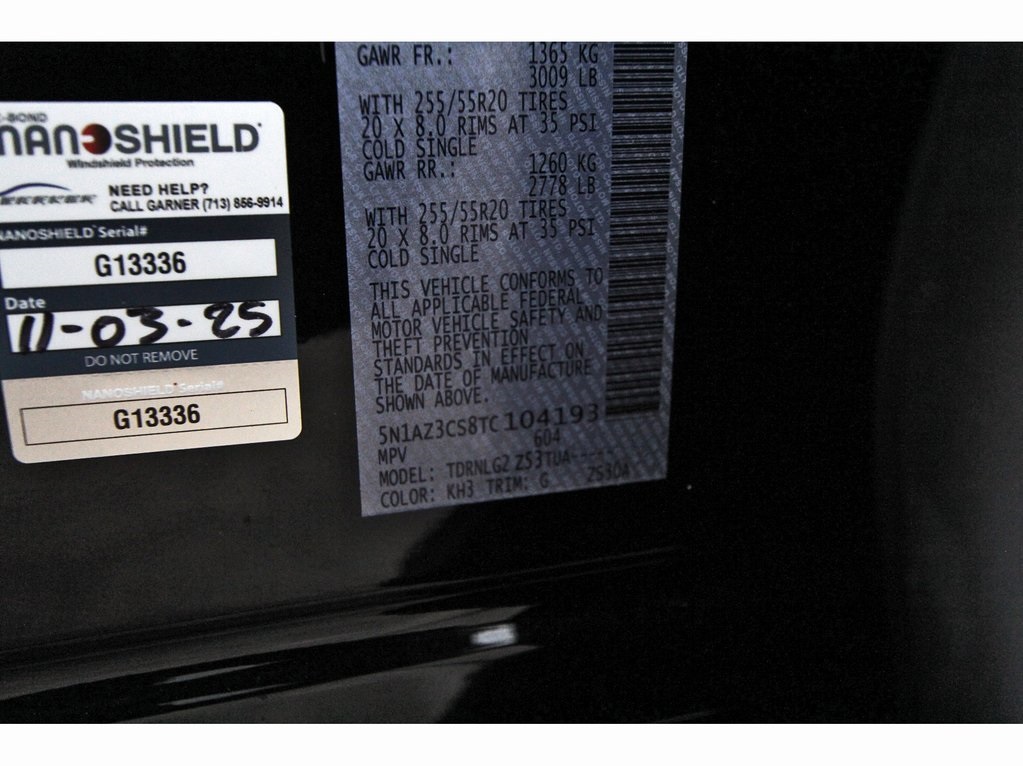 NANOSHIELD
Windshield Protection
NEED HELP?
CALL GARNER (713) 856-9914
NANOSHIELD Serial#
G13336
Date
11-03-25
DO NOT REMOVE
NANOSHIELD Serial#
G13336
GAWR FR.: 1365 KG
3009 LB
WITH 255/55R20 TIRES
20 X 8.0 RIMS AT 35 PSI
COLD SINGLE
GAWR RR.: 1260 KG
2778 LB
WITH 255/55R20 TIRES
20 X 8.0 RIMS AT 35 PSI
COLD SINGLE
THIS VEHICLE CONFORMS TO
ALL APPLICABLE FEDERAL
MOTOR VEHICLE SAFETY AND
THEFT PREVENTION
STANDARDS IN EFFECT ON
THE DATE OF MANUFACTURE
SHOWN ABOVE.
5N1AZ3CS8TC104193
MPV 604
MODEL: TDRNLG2 Z53TUA-----
COLOR: KH3 TRIM: G